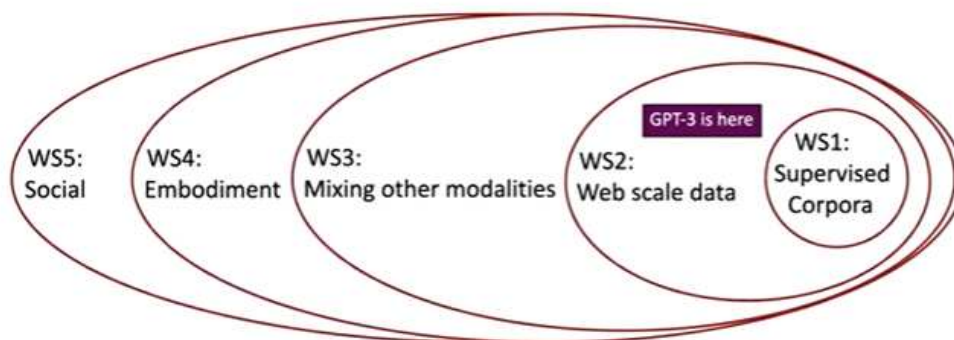 WS5:
Social
WS4:
Embodiment
WS3:
Mixing other modalities
GPT-3 is here
WS2:
Web scale data
WS1:
Supervised
Corpora